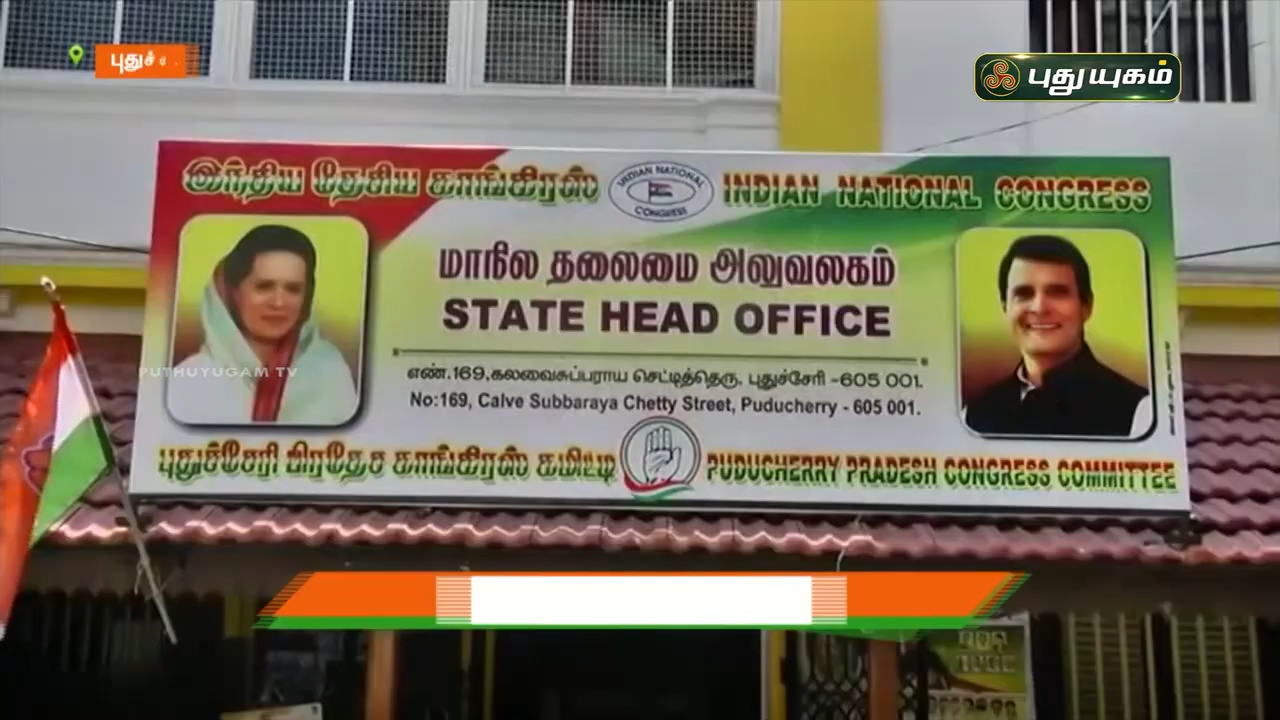 புதுச்
புதுயுகம்
இந்திய தேசிய காங்கிரஸ் INDIAN NATIONAL CONGRESS INDIAN NATIONAL CONGRESS
மாநில தலைமை அலுவலகம்
STATE HEAD OFFICE
PUTHUYUGAM TV
எண்.169,கலவைசுப்பராய செட்டித்தெரு, புதுச்சேரி -605 001.
No:169, Calve Subbaraya Chetty Street, Puducherry - 605 001.
புதுச்சேரி பிரதேச காங்கிரஸ் கமிட்டி PUDUCHERRY PRADESH CONGRESS COMMITTEE